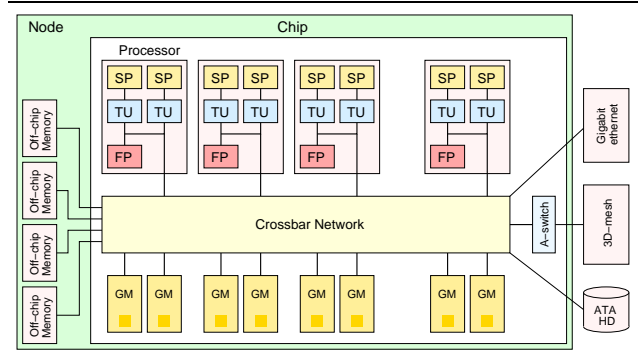 Node
Chip
Processor
SP SP SP SP SP SP SP SP
TU TU TU TU TU TU TU TU
FP FP FP FP
Off-chip
Memory
Off-chip
Memory
Off-chip
Memory
Off-chip
Memory
Crossbar Network
A-switch
Gigabit
ethernet
3D-mesh
ATA
HD
GM GM GM GM GM GM GM GM